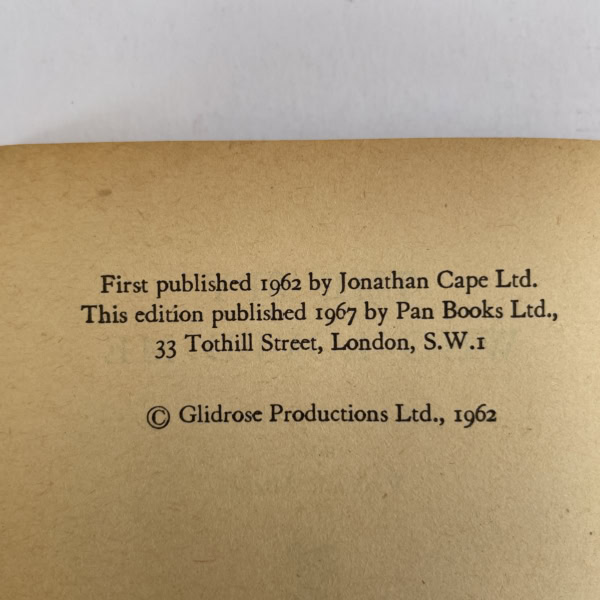 First published 1962 by Jonathan Cape Ltd.
This edition published 1967 by Pan Books Ltd.,
33 Tothill Street, London, S.W.1
© Glidrose Productions Ltd., 1962